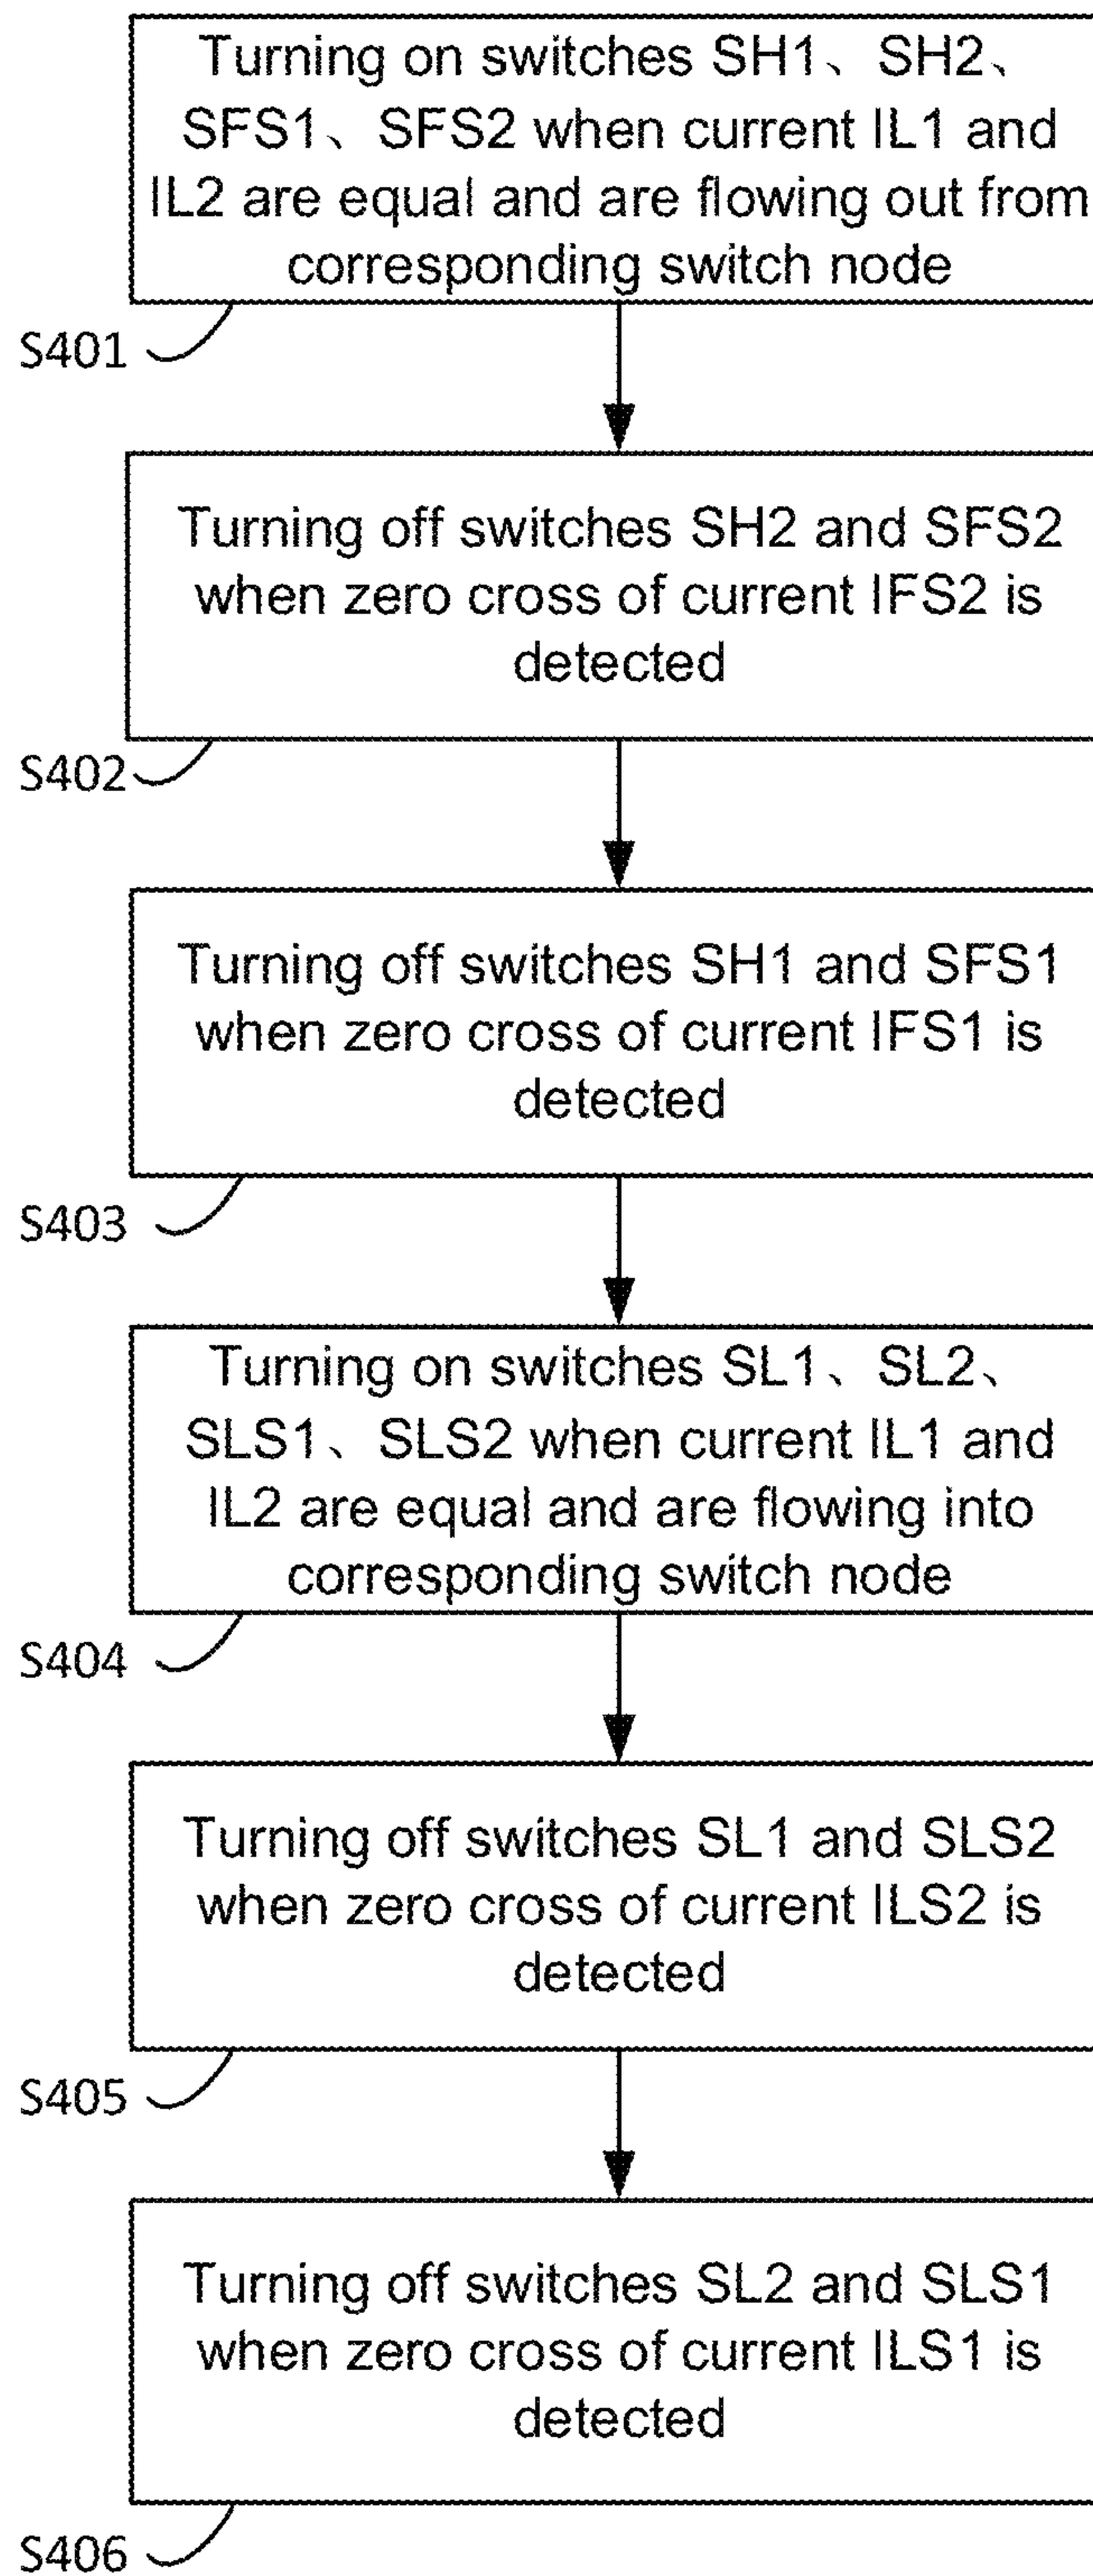 Turning on switches SH1、SH2、
SFS1、SFS2 when current IL1 and
IL2 are equal and are flowing out from
corresponding switch node
S401
Turning off switches SH2 and SFS2
when zero cross of current IFS2 is
detected
S402
Turning off switches SH1 and SFS1
when zero cross of current IFS1 is
detected
S403
Turning on switches SL1、SL2、
SLS1、SLS2 when current IL1 and
IL2 are equal and are flowing into
corresponding switch node
S404
Turning off switches SL1 and SLS2
when zero cross of current ILS2 is
detected
S405
Turning off switches SL2 and SLS1
when zero cross of current ILS1 is
detected
S406